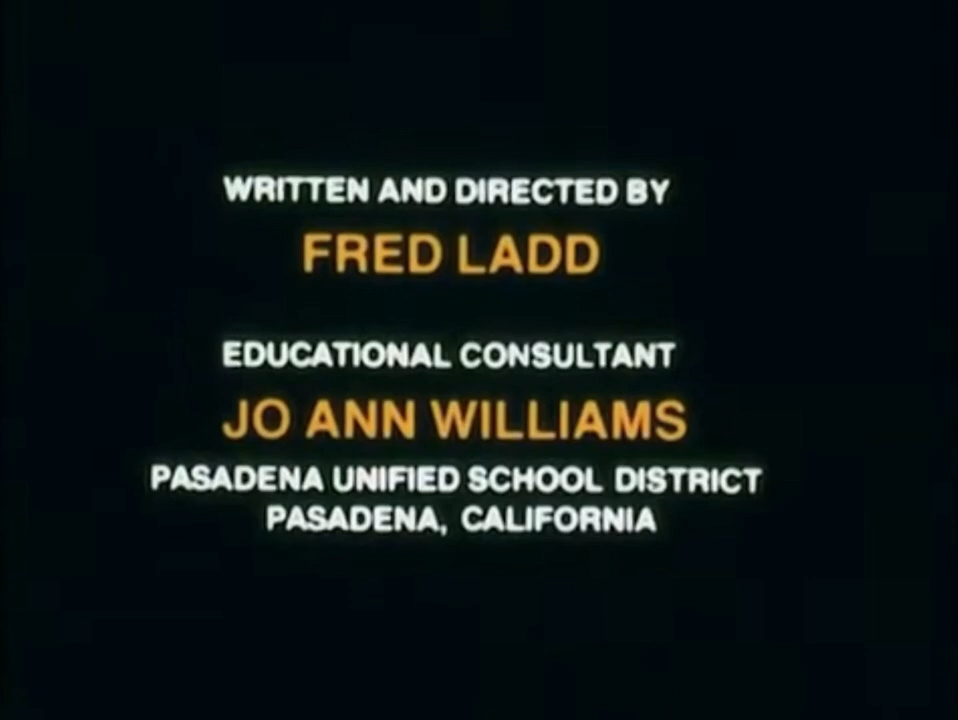 WRITTEN AND DIRECTED BY
FRED LADD
EDUCATIONAL CONSULTANT
JO ANN WILLIAMS
PASADENA UNIFIED SCHOOL DISTRICT
PASADENA, CALIFORNIA